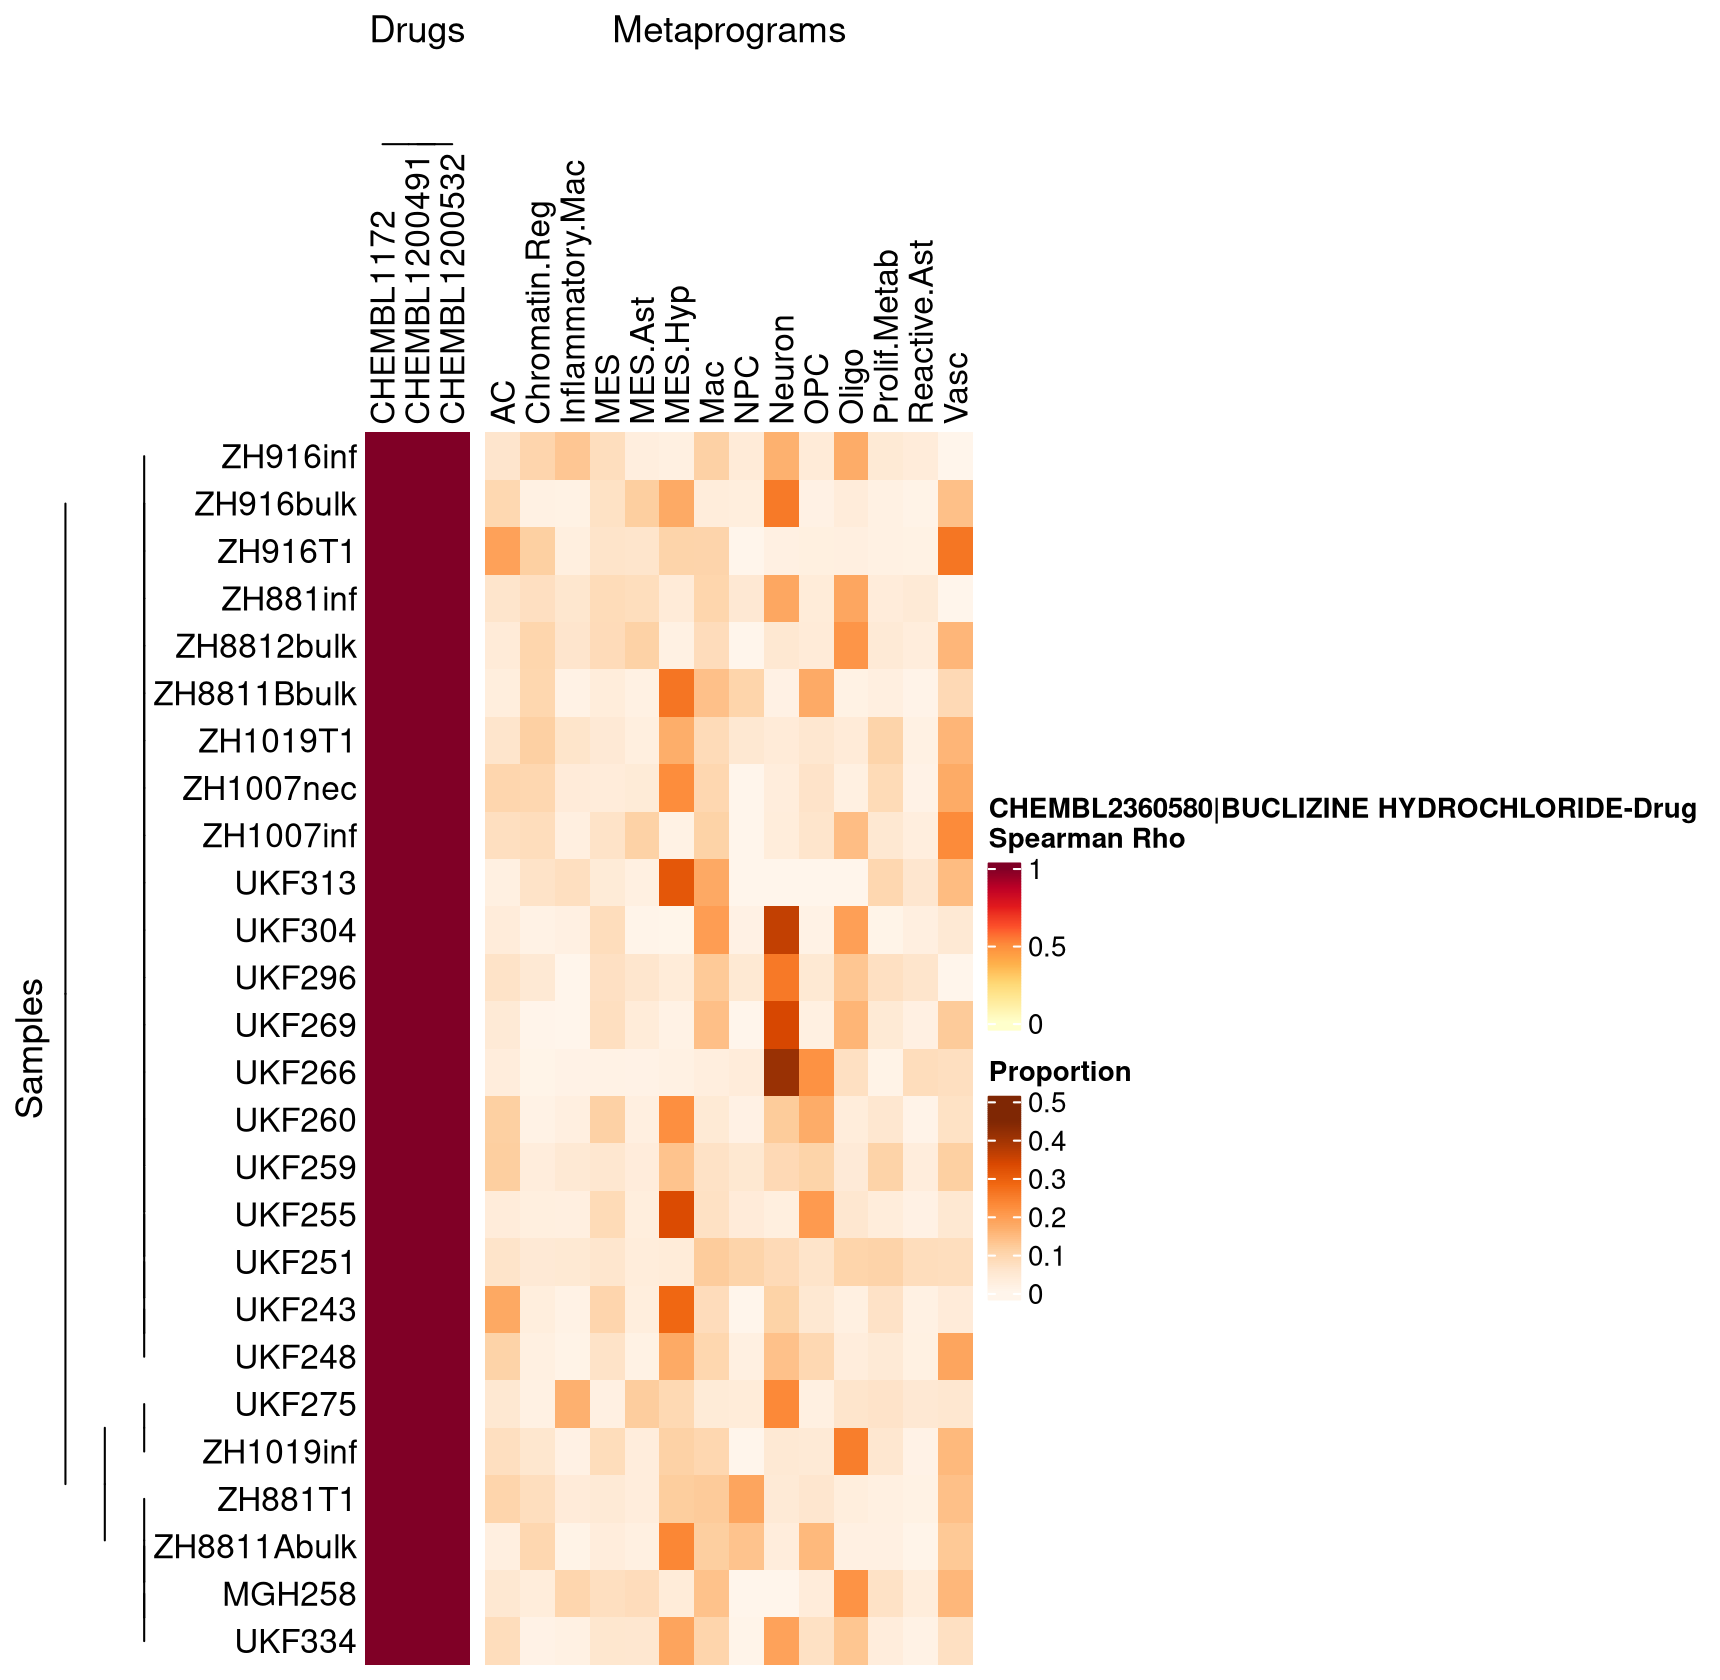 Drugs
Metaprograms
CHEMBL1172
CHEMBL1200491
CHEMBL1200532
AC
Chromatin.Reg
Inflammatory.Mac
MES
MES.Ast
MES.Hyp
Mac
NPC
Neuron
OPC
Oligo
Prolif.Metab
Reactive.Ast
Vasc
Samples
ZH916inf
ZH916bulk
ZH916T1
ZH881inf
ZH8812bulk
ZH8811Bbulk
ZH1019T1
ZH1007nec
ZH1007inf
UKF313
UKF304
UKF296
UKF269
UKF266
UKF260
UKF259
UKF255
UKF251
UKF243
UKF248
UKF275
ZH1019inf
ZH881T1
ZH8811Abulk
MGH258
UKF334
CHEMBL2360580|BUCLIZINE HYDROCHLORIDE-Drug
Spearman Rho
1
0.5
0
Proportion
0.5
0.4
0.3
0.2
0.1
0